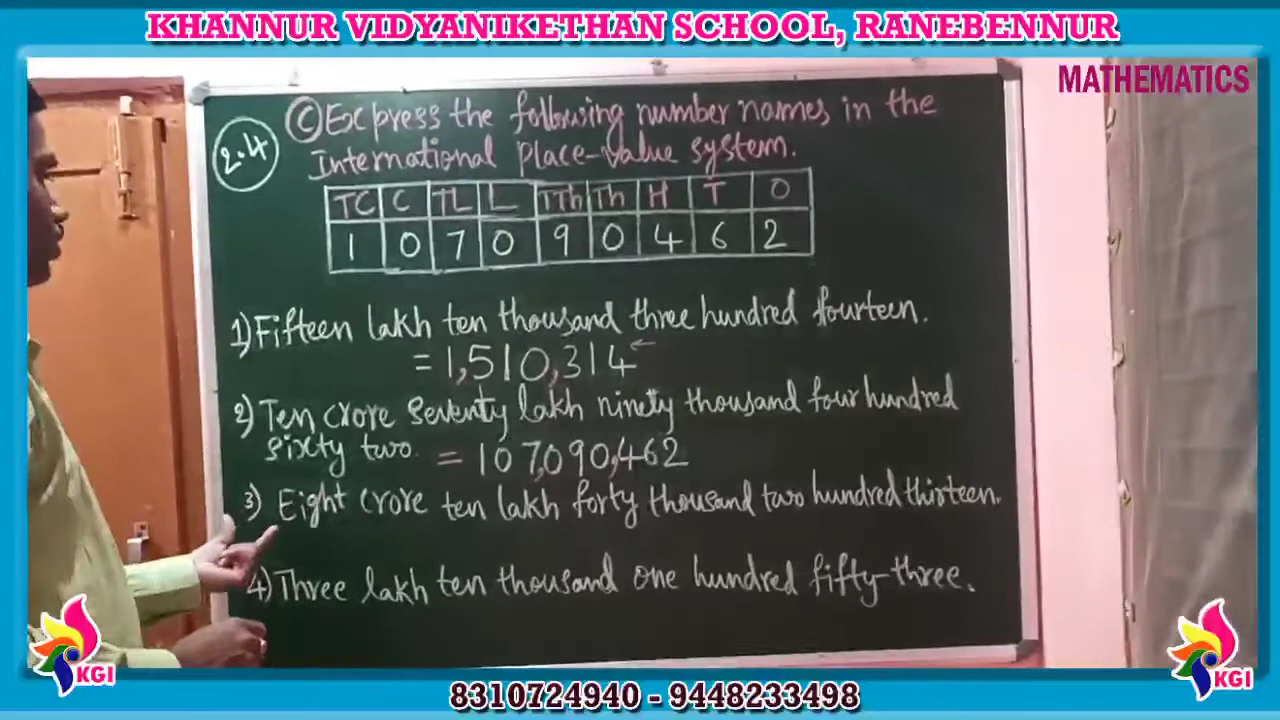 KHANNUR VIDYANIKETHAN SCHOOL, RANEBENNUR
MATHEMATICS
2.4
C) Express the following number names in the
International place-value system.
TC C TL L TTh Th H T O
1 0 7 0 9 0 4 6 2
1) Fifteen lakh ten thousand three hundred fourteen.
= 1,510,314 ←
2) Ten crore seventy lakh ninety thousand four hundred
sixty two = 107,090,462
3) Eight crore ten lakh forty thousand two hundred thirteen.
4) Three lakh ten thousand one hundred fifty-three.
KGI
KGI
8310724940 - 9448233498